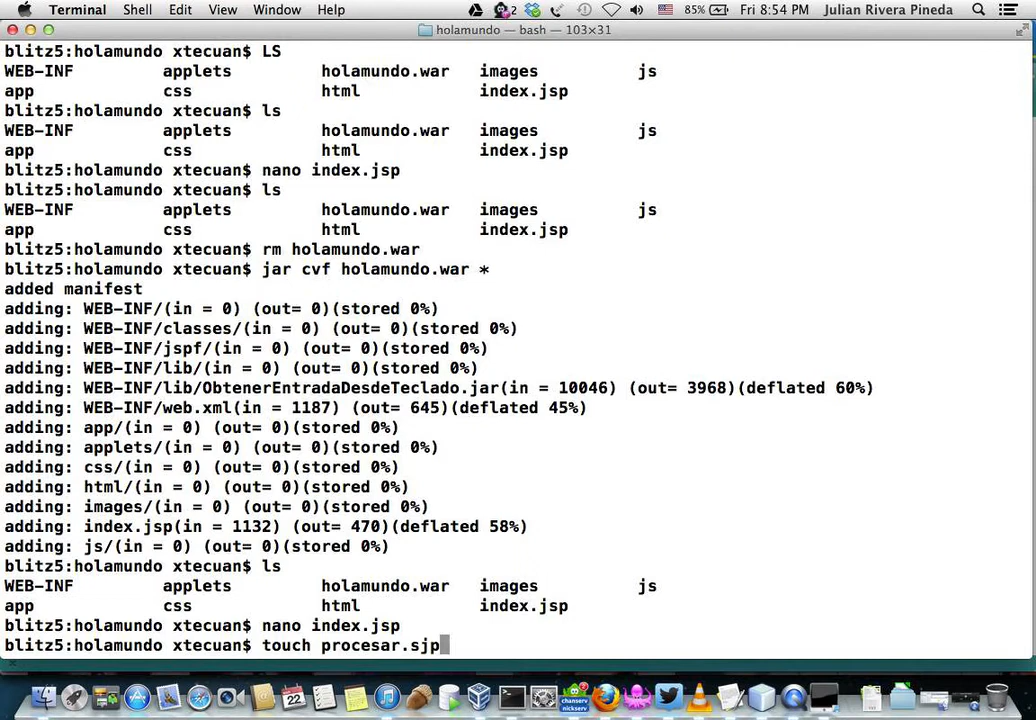 Terminal Shell Edit View Window Help 2 85% Fri 8:54 PM Julian Rivera Pineda
holamundo — bash — 103×31
blitz5:holamundo xtecuan$ LS
WEB-INF applets holamundo.war images js
app css html index.jsp
blitz5:holamundo xtecuan$ ls
WEB-INF applets holamundo.war images js
app css html index.jsp
blitz5:holamundo xtecuan$ nano index.jsp
blitz5:holamundo xtecuan$ ls
WEB-INF applets holamundo.war images js
app css html index.jsp
blitz5:holamundo xtecuan$ rm holamundo.war
blitz5:holamundo xtecuan$ jar cvf holamundo.war *
added manifest
adding: WEB-INF/(in = 0) (out= 0)(stored 0%)
adding: WEB-INF/classes/(in = 0) (out= 0)(stored 0%)
adding: WEB-INF/jspf/(in = 0) (out= 0)(stored 0%)
adding: WEB-INF/lib/(in = 0) (out= 0)(stored 0%)
adding: WEB-INF/lib/ObtenerEntradaDesdeTeclado.jar(in = 10046) (out= 3968)(deflated 60%)
adding: WEB-INF/web.xml(in = 1187) (out= 645)(deflated 45%)
adding: app/(in = 0) (out= 0)(stored 0%)
adding: applets/(in = 0) (out= 0)(stored 0%)
adding: css/(in = 0) (out= 0)(stored 0%)
adding: html/(in = 0) (out= 0)(stored 0%)
adding: images/(in = 0) (out= 0)(stored 0%)
adding: index.jsp(in = 1132) (out= 470)(deflated 58%)
adding: js/(in = 0) (out= 0)(stored 0%)
blitz5:holamundo xtecuan$ ls
WEB-INF applets holamundo.war images js
app css html index.jsp
blitz5:holamundo xtecuan$ nano index.jsp
blitz5:holamundo xtecuan$ touch procesar.sjp
22
chanserv
nickserv